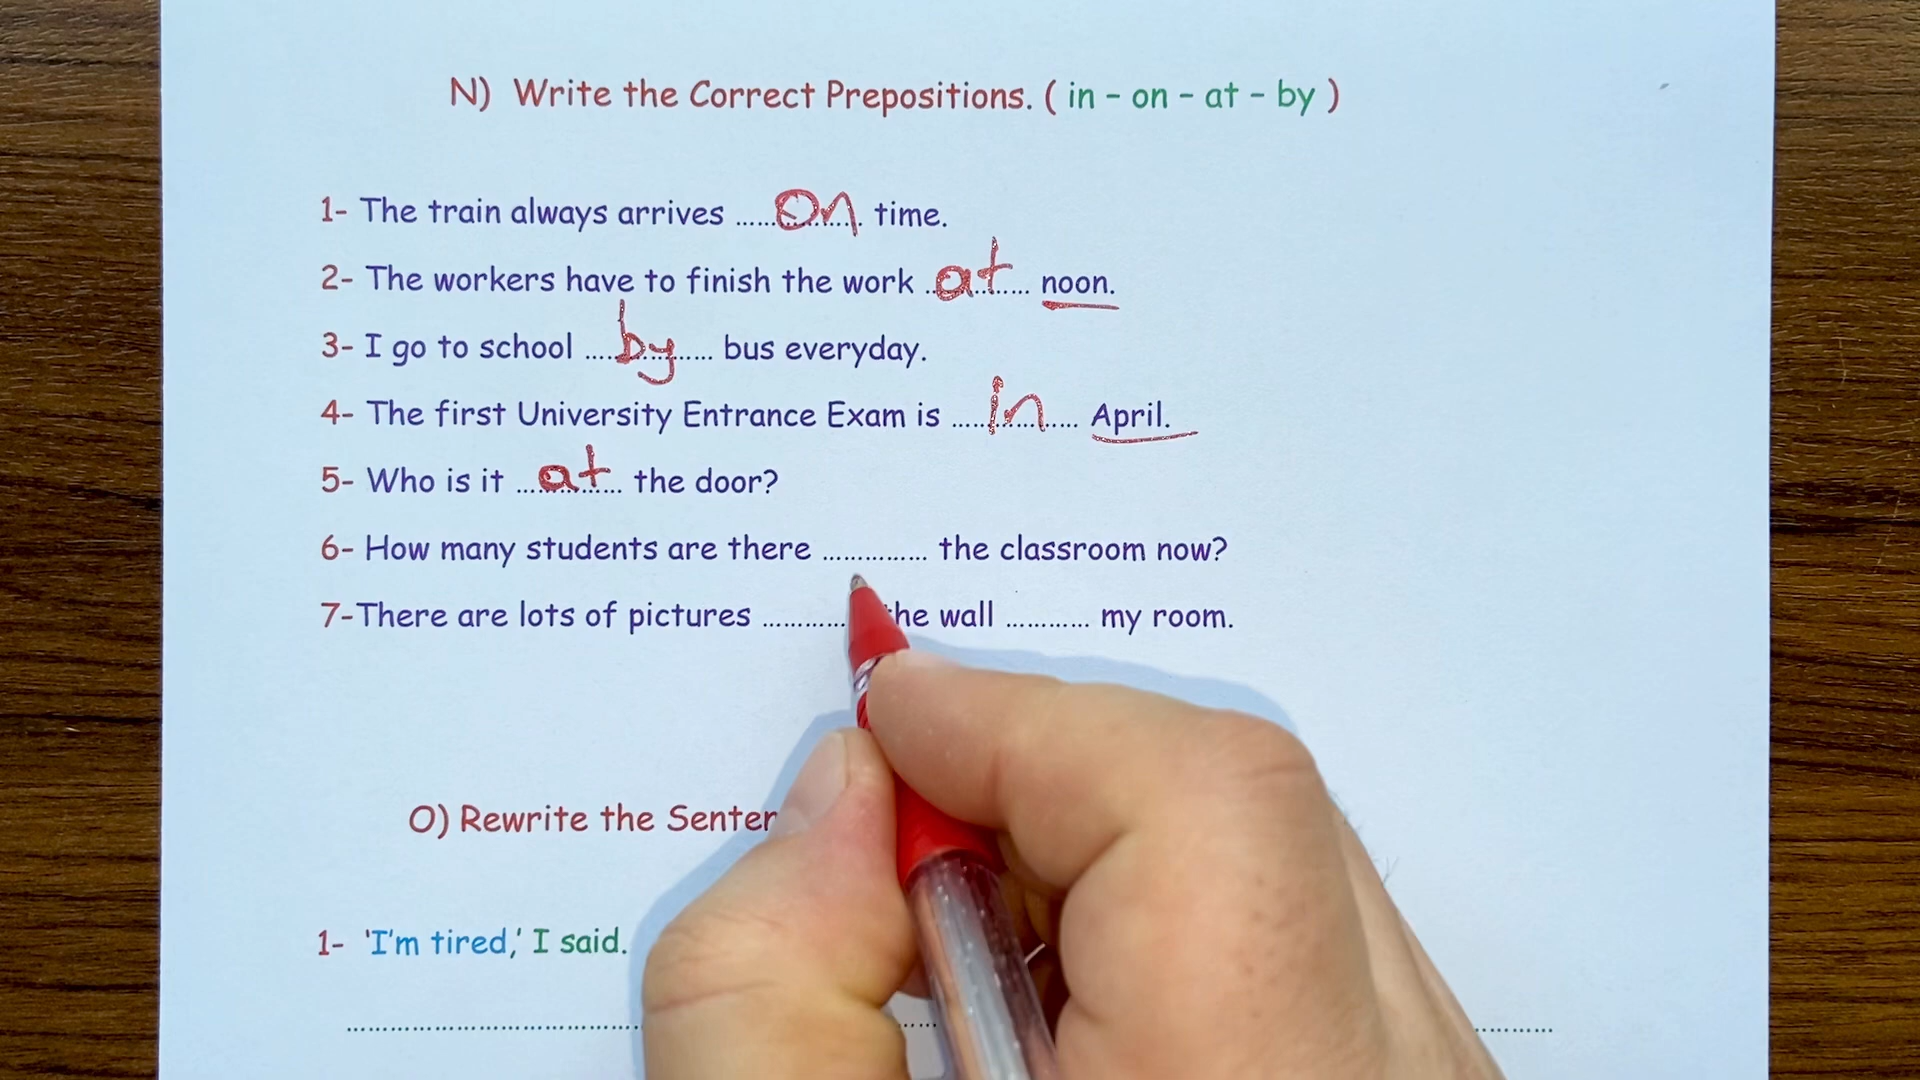 N) Write the Correct Prepositions. ( in – on – at – by )
1- The train always arrives ......on...... time.
2- The workers have to finish the work ..at...... noon.
3- I go to school ....by...... bus everyday.
4- The first University Entrance Exam is .....in..... April.
5- Who is it ...at...... the door?
6- How many students are there ............... the classroom now?
7-There are lots of pictures ............ the wall ............ my room.
O) Rewrite the
1- 'I'm tired,' I said.